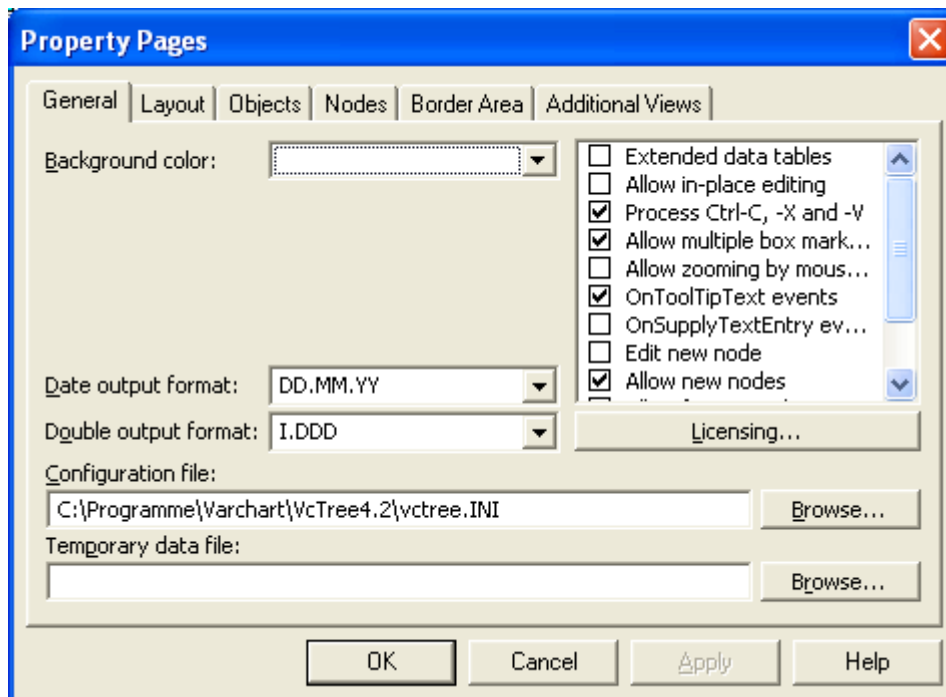 Property Pages
General Layout Objects Nodes Border Area Additional Views
Background color:
Extended data tables
Allow in-place editing
Process Ctrl-C, -X and -V
Allow multiple box mark...
Allow zooming by mous...
OnToolTipText events
OnSupplyTextEntry ev...
Edit new node
Allow new nodes
Date output format: DD.MM.YY
Double output format: I.DDD
Licensing...
Configuration file:
C:\Programme\Varchart\VcTree4.2\vctree.INI Browse...
Temporary data file:
Browse...
OK Cancel Apply Help